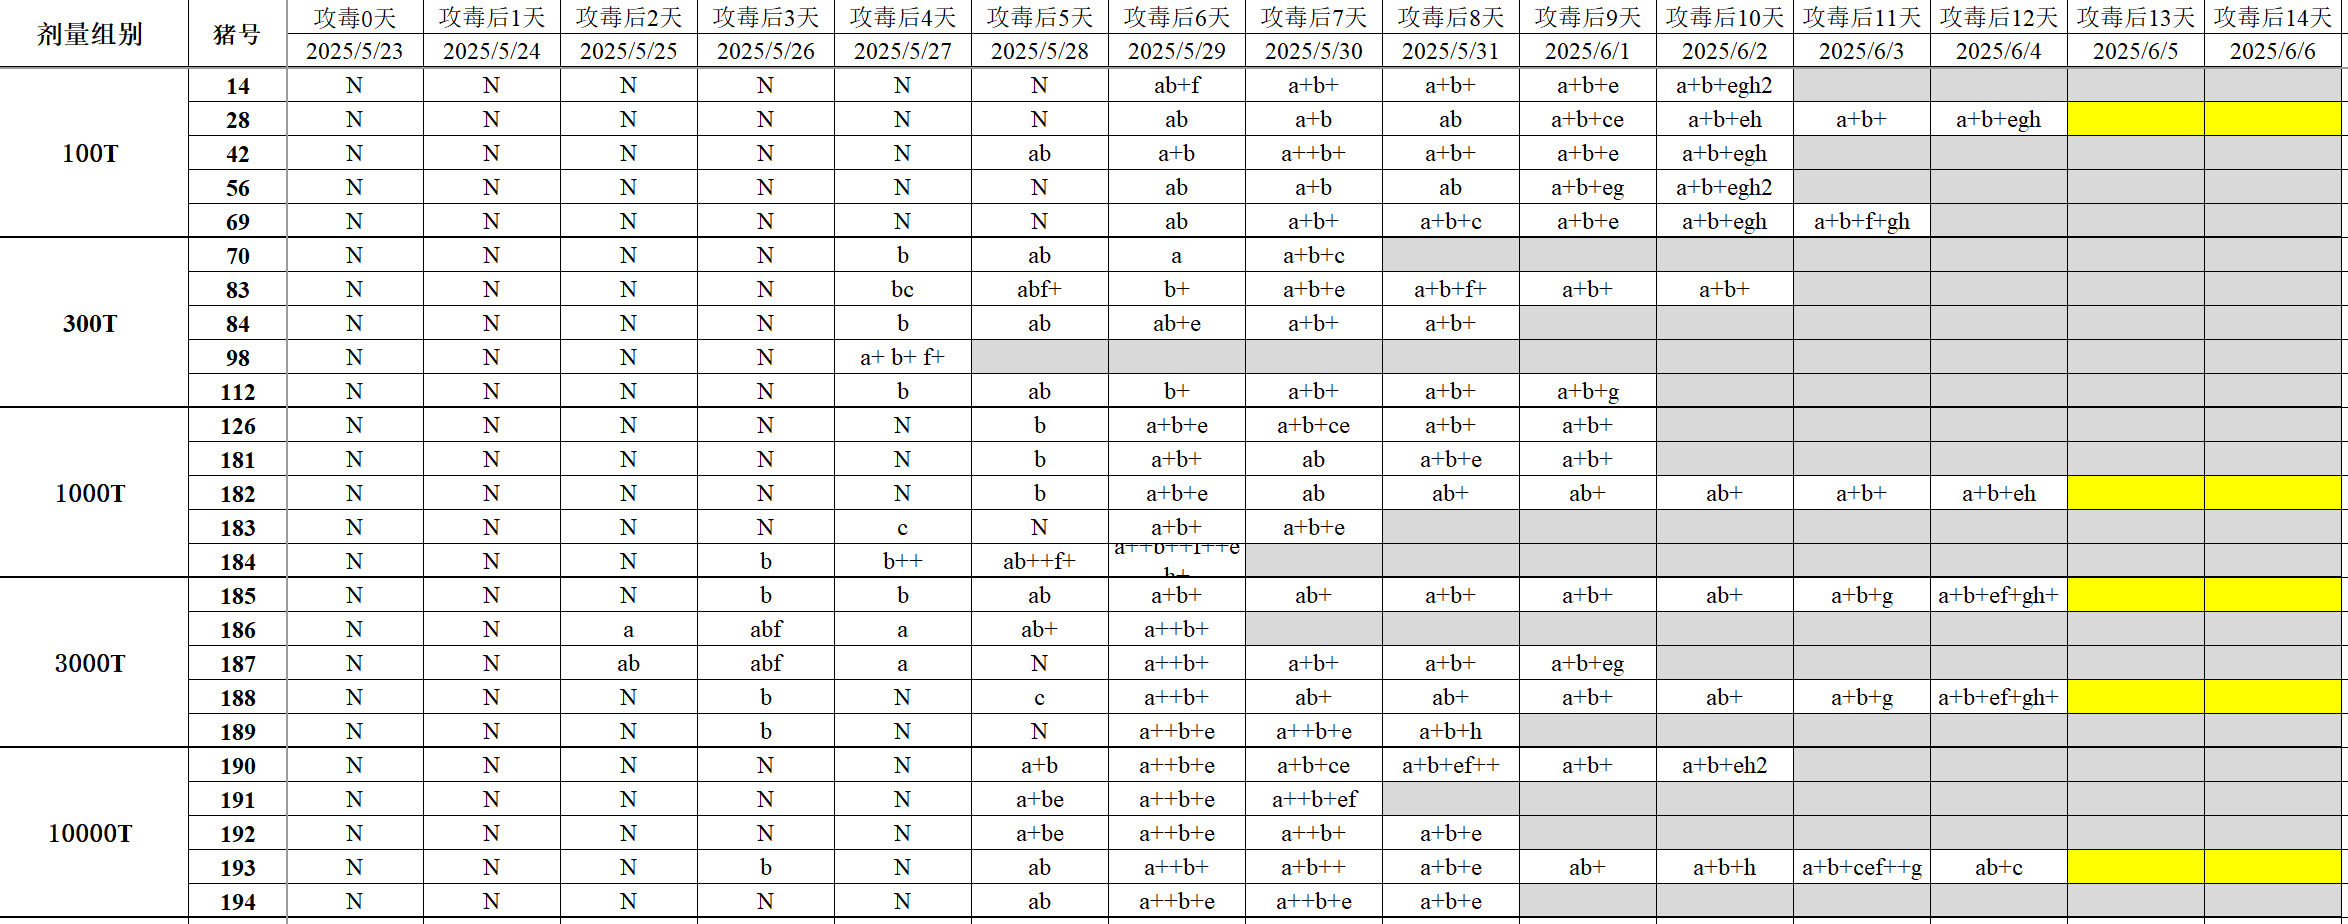 剂量组别 猪号 攻毒0天 攻毒后1天 攻毒后2天 攻毒后3天 攻毒后4天 攻毒后5天 攻毒后6天 攻毒后7天 攻毒后8天 攻毒后9天 攻毒后10天 攻毒后11天 攻毒后12天 攻毒后13天 攻毒后14天
2025/5/23 2025/5/24 2025/5/25 2025/5/26 2025/5/27 2025/5/28 2025/5/29 2025/5/30 2025/5/31 2025/6/1 2025/6/2 2025/6/3 2025/6/4 2025/6/5 2025/6/6
100T
14 N N N N N N ab+f a+b+ a+b+ a+b+e a+b+egh2
28 N N N N N N ab a+b ab a+b+ce a+b+eh a+b+ a+b+egh
42 N N N N N ab a+b a++b+ a+b+ a+b+e a+b+egh
56 N N N N N N ab a+b ab a+b+eg a+b+egh2
69 N N N N N N ab a+b+ a+b+c a+b+e a+b+egh a+b+f+gh
300T
70 N N N N b ab a a+b+c
83 N N N N bc abf+ b+ a+b+e a+b+f+ a+b+ a+b+
84 N N N N b ab ab+e a+b+ a+b+
98 N N N N a+ b+ f+
112 N N N N b ab b+ a+b+ a+b+ a+b+g
1000T
126 N N N N N b a+b+e a+b+ce a+b+ a+b+
181 N N N N N b a+b+ ab a+b+e a+b+
182 N N N N N b a+b+e ab ab+ ab+ ab+ a+b+ a+b+eh
183 N N N N c N a+b+ a+b+e
184 N N N b b++ ab++f+
3000T
185 N N N b b ab a+b+ ab+ a+b+ a+b+ ab+ a+b+g a+b+ef+gh+
186 N N a abf a ab+ a++b+
187 N N ab abf a N a++b+ a+b+ a+b+ a+b+eg
188 N N N b N c a++b+ ab+ ab+ a+b+ ab+ a+b+g a+b+ef+gh+
189 N N N b N N a++b+e a++b+e a+b+h
10000T
190 N N N N N a+b a++b+e a+b+ce a+b+ef++ a+b+ a+b+eh2
191 N N N N N a+be a++b+e a++b+ef
192 N N N N N a+be a++b+e a++b+ a+b+e
193 N N N b N ab a++b+ a+b++ a+b+e ab+ a+b+h a+b+cef++g ab+c
194 N N N N N ab a++b+e a++b+e a+b+e